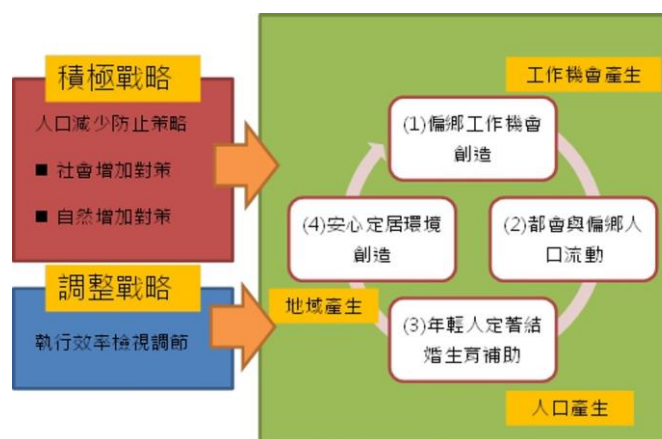 積極戰略
人口減少防止策略
■ 社會增加對策
■ 自然增加對策
調整戰略
執行效率檢視調節
工作機會產生
(1)偏鄉工作機會
創造
(2)都會與偏鄉人
口流動
(3)年輕人定著結
婚生育補助
(4)安心定居環境
創造
地域產生
人口產生